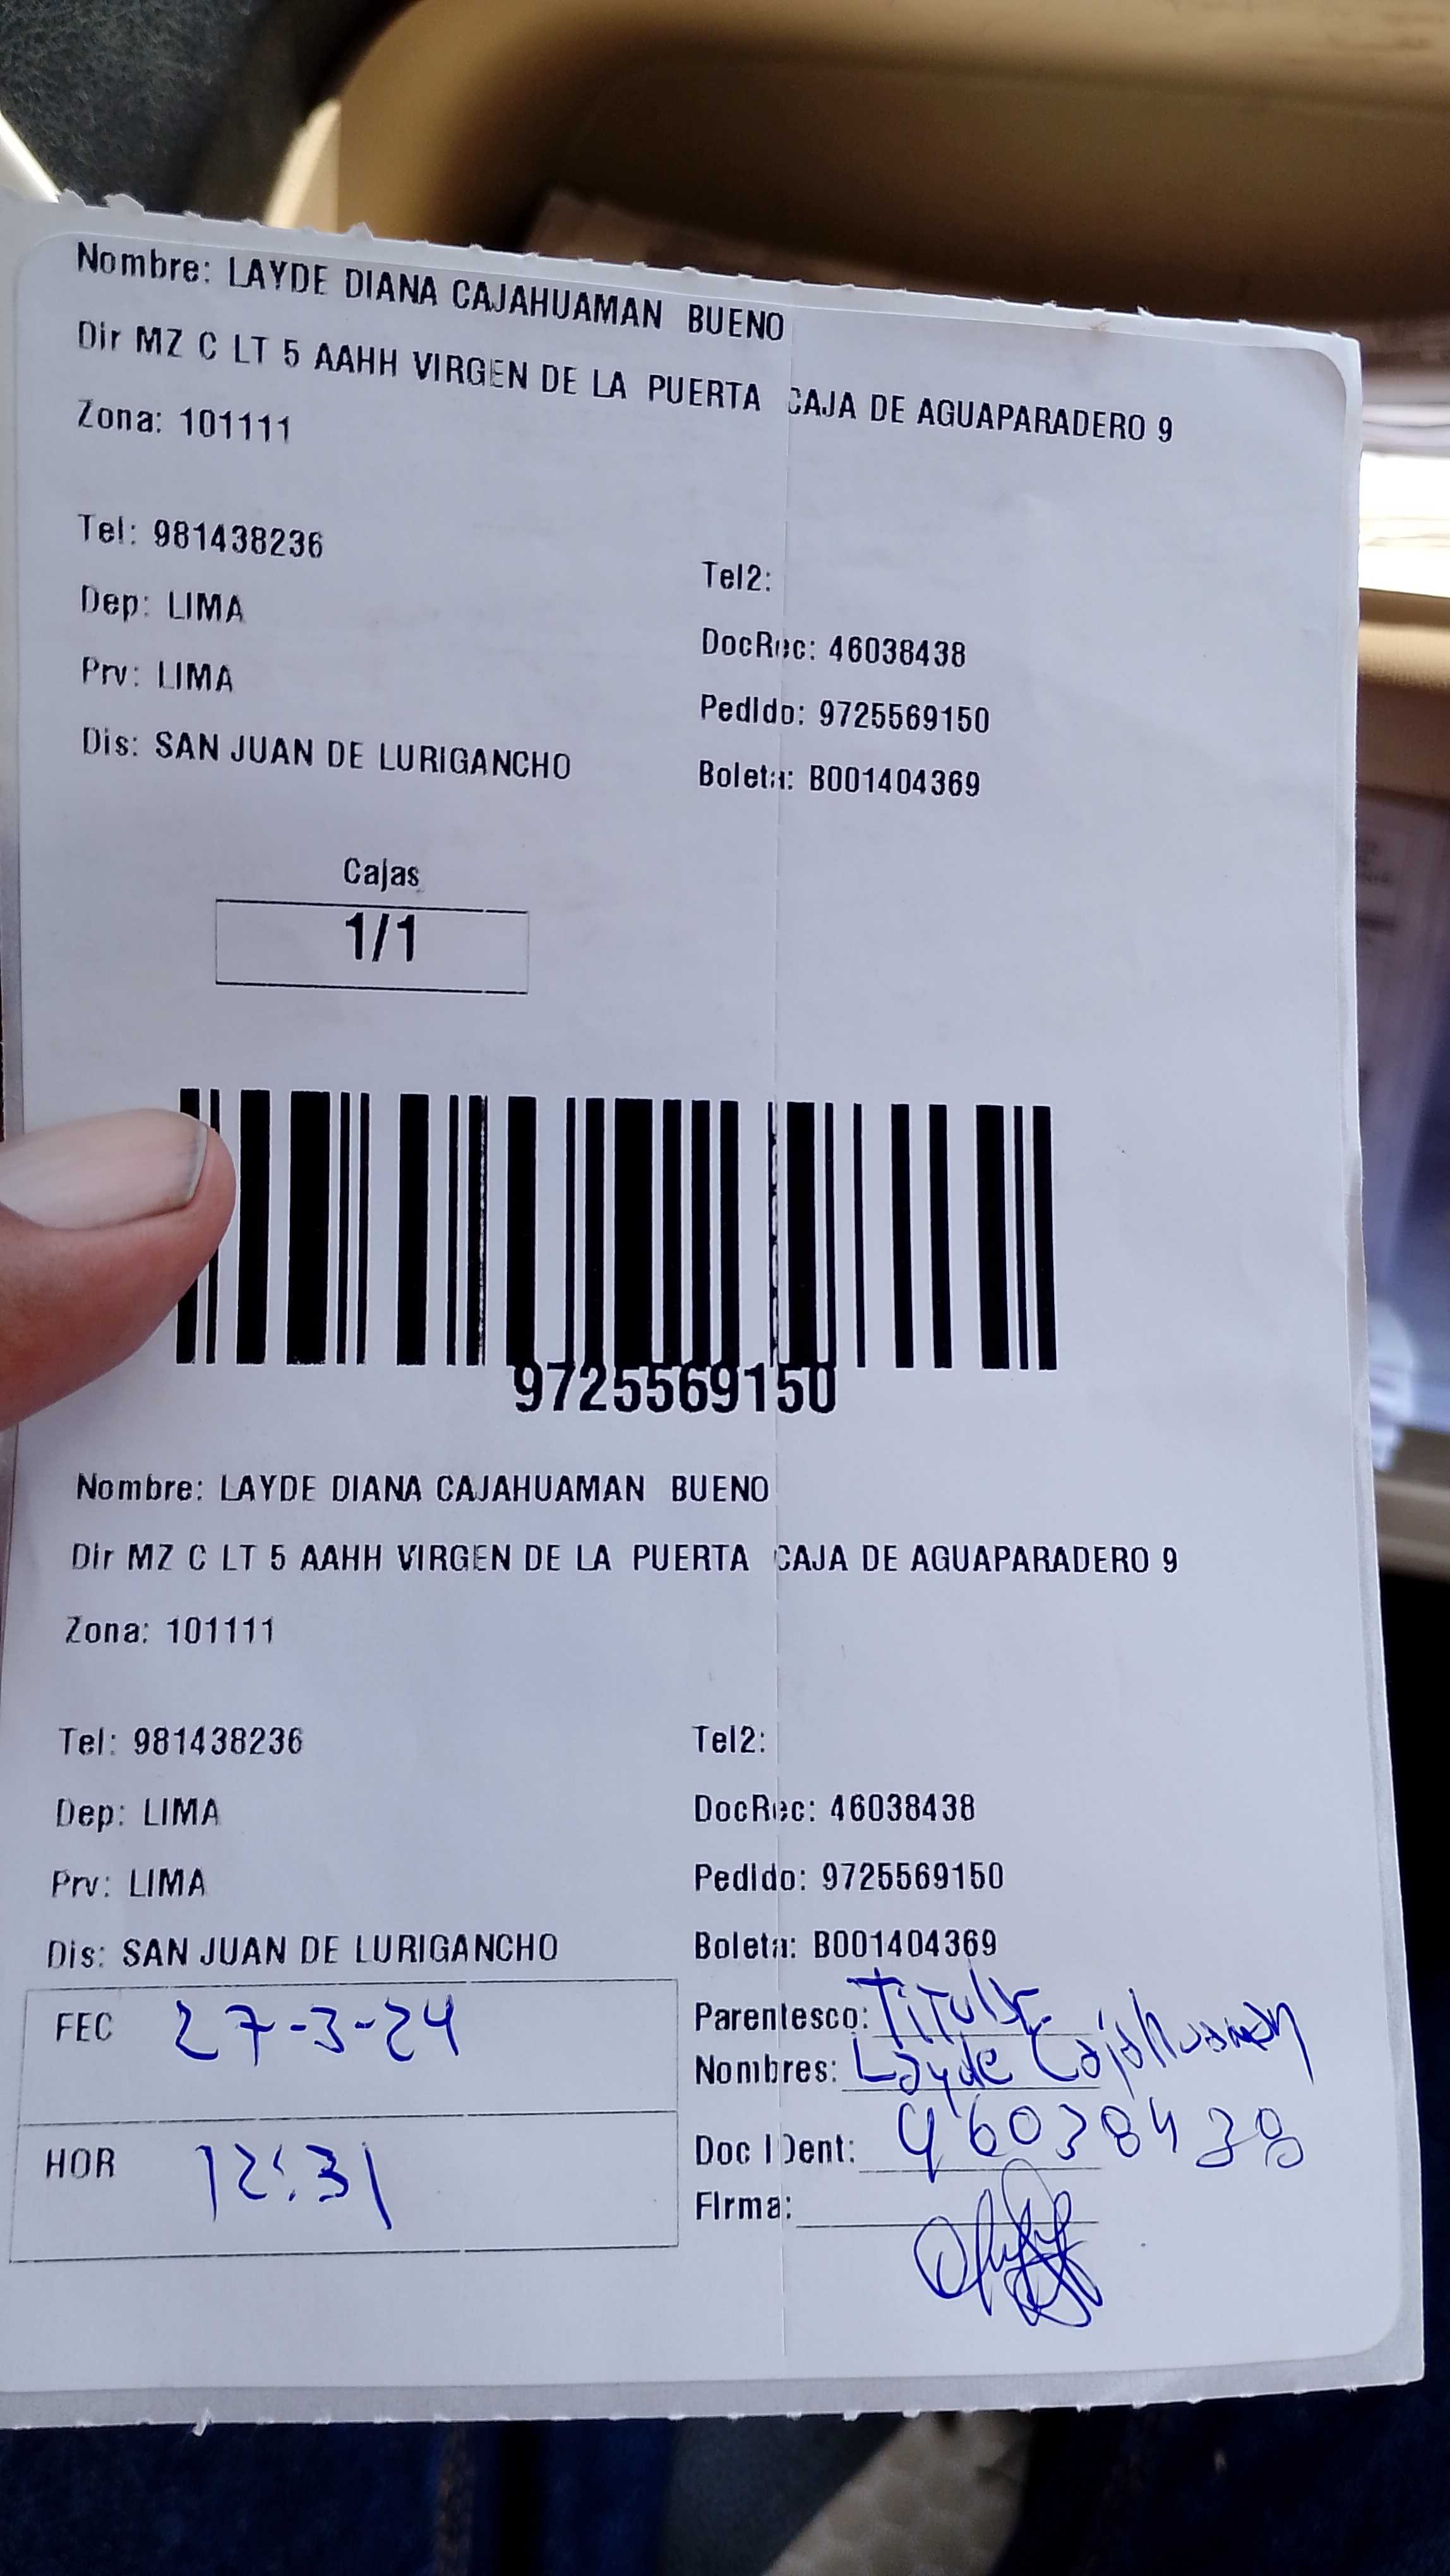 Nombre: LAYDE DIANA CAJAHUAMAN BUENO
Dir MZ C LT 5 AAHH VIRGEN DE LA PUERTA CAJA DE AGUAPARADERO 9
Zona: 101111
Tel: 981438236
Tel2:
Dep: LIMA
DocRec: 46038438
Prv: LIMA
Pedido: 9725569150
Dis: SAN JUAN DE LURIGANCHO
Boleta: B001404369
Cajas
1/1
9725569150
Nombre: LAYDE DIANA CAJAHUAMAN BUENO
Dir MZ C LT 5 AAHH VIRGEN DE LA PUERTA CAJA DE AGUAPARADERO 9
Zona: 101111
Tel: 981438236
Tel2:
Dep: LIMA
DocRec: 46038438
Prv: LIMA
Pedido: 9725569150
Dis: SAN JUAN DE LURIGANCHO
Boleta: B001404369
FEC 27-3-24
Parentesco: Titular
Nombres: Layde Cajahuaman
HOR 12:31
Doc IDent: 46038438
Firma: